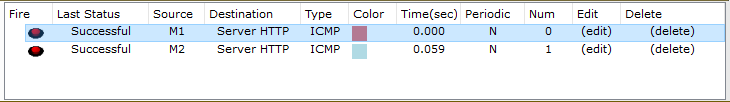 Fire Last Status Source Destination Type Color Time(sec) Periodic Num Edit Delete
Successful M1 Server HTTP ICMP 0.000 N 0 (edit) (delete)
Successful M2 Server HTTP ICMP 0.059 N 1 (edit) (delete)